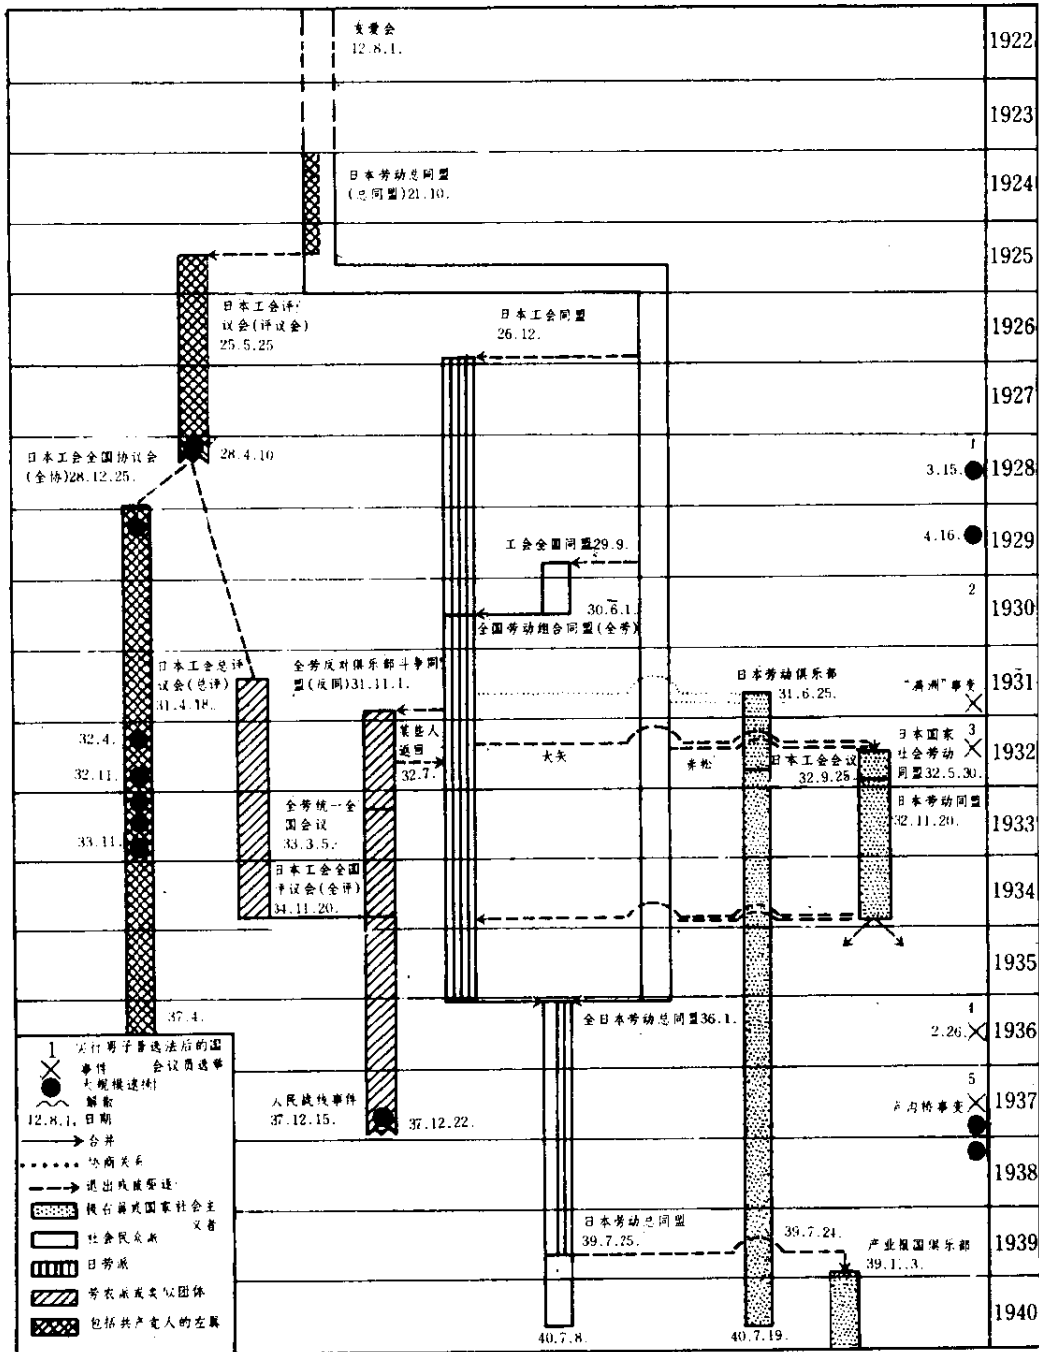 友爱会
12.8.1.
1922
1923
日本劳动总同盟
(总同盟)21.10.
1924
1925
日本工会评
议会(评议会)
25.5.25
日本工会同盟
26.12.
1926
1927
日本工会全国协议会
(全协)28.12.25.
28.4.10
1
3.15.
1928
工会全国同盟29.9.
4.16.
1929
30.6.1.
全国劳动组合同盟(全劳)
2
1930
日本工会总评
议会(总评)
31.4.18.
全劳反对俱乐部斗争同
盟(反同)31.11.1.
日本劳动俱乐部
31.6.25.
"满洲"事变
1931
32.4.
32.11.
某些人
返回
32.7.
大矢
赤松
日本工会会议
32.9.25.
日本国家
社会劳动
同盟32.5.30.
3
1932
33.11.
全劳统一全
国会议
33.3.5.
日本劳动同盟
32.11.20.
1933
日本工会全国
评议会(全评)
34.11.20.
1934
1935
37.4.
全日本劳动总同盟36.1.
4
2.26.
1936
人民战线事件
37.12.15.
37.12.22.
5
卢沟桥事变
1937
1938
日本劳动总同盟
39.7.25.
39.7.24.
产业报国俱乐部
39.1..3.
1939
40.7.8.
40.7.19.
1940
1 实行男子普选法后的国
会议员选举
事件
大规模逮捕
解散
12.8.1. 日期
合并
协商关系
退出或被驱逐
极右翼或国家社会主
义者
社会民众派
日劳派
劳农派或类似团体
包括共产党人的左翼